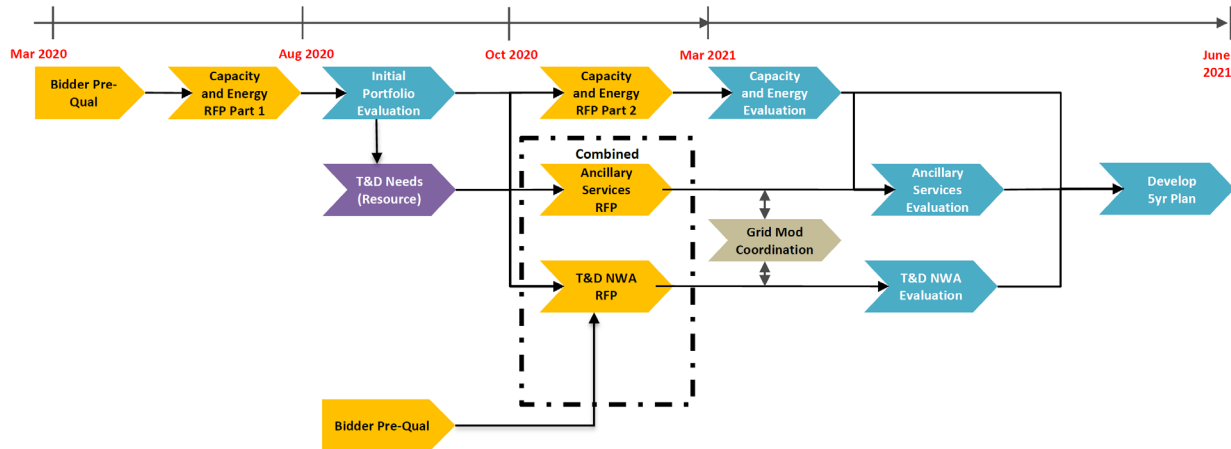 Mar 2020
Aug 2020
Oct 2020
Mar 2021
June
2021
Bidder Pre-
Qual
Capacity
and Energy
RFP Part 1
Initial
Portfolio
Evaluation
Capacity
and Energy
RFP Part 2
Capacity
and Energy
Evaluation
T&D Needs
(Resource)
Combined
Ancillary
Services
RFP
Ancillary
Services
Evaluation
Develop
5yr Plan
Grid Mod
Coordination
T&D NWA
RFP
T&D NWA
Evaluation
Bidder Pre-Qual